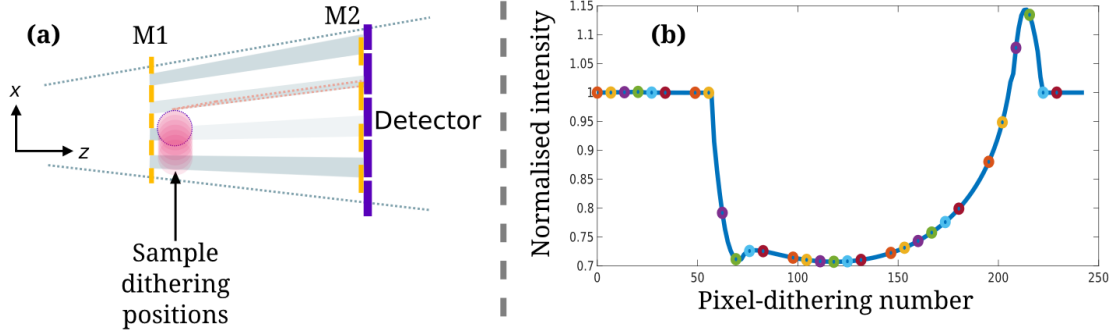 (a)
M1
M2
x
z
Detector
Sample
dithering
positions
(b)
Normalised intensity
1.15
1.1
1.05
1
0.95
0.9
0.85
0.8
0.75
0.7
0
50
100
150
200
250
Pixel-dithering number